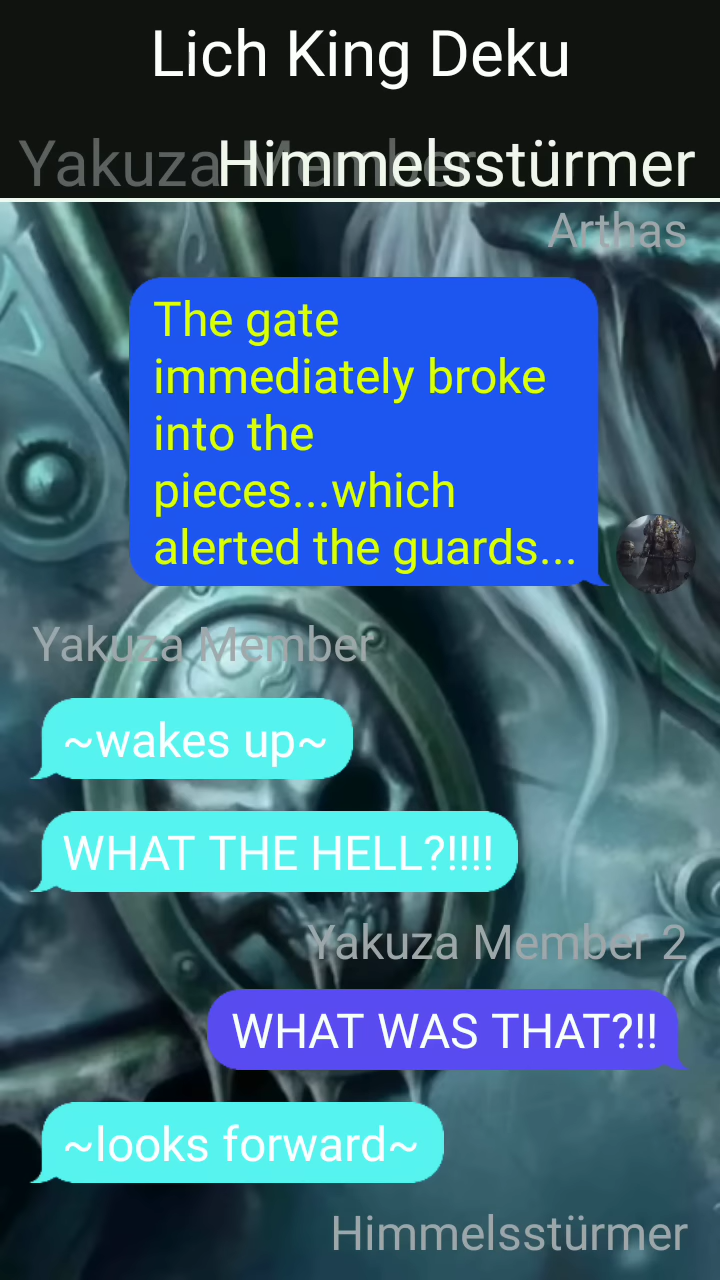 Lich King Deku
Yakuza Member
Himmelsstürmer
Arthas
The gate
immediately broke
into the
pieces...which
alerted the guards...
Yakuza Member
~wakes up~
WHAT THE HELL?!!!!
Yakuza Member 2
WHAT WAS THAT?!!
~looks forward~
Himmelsstürmer